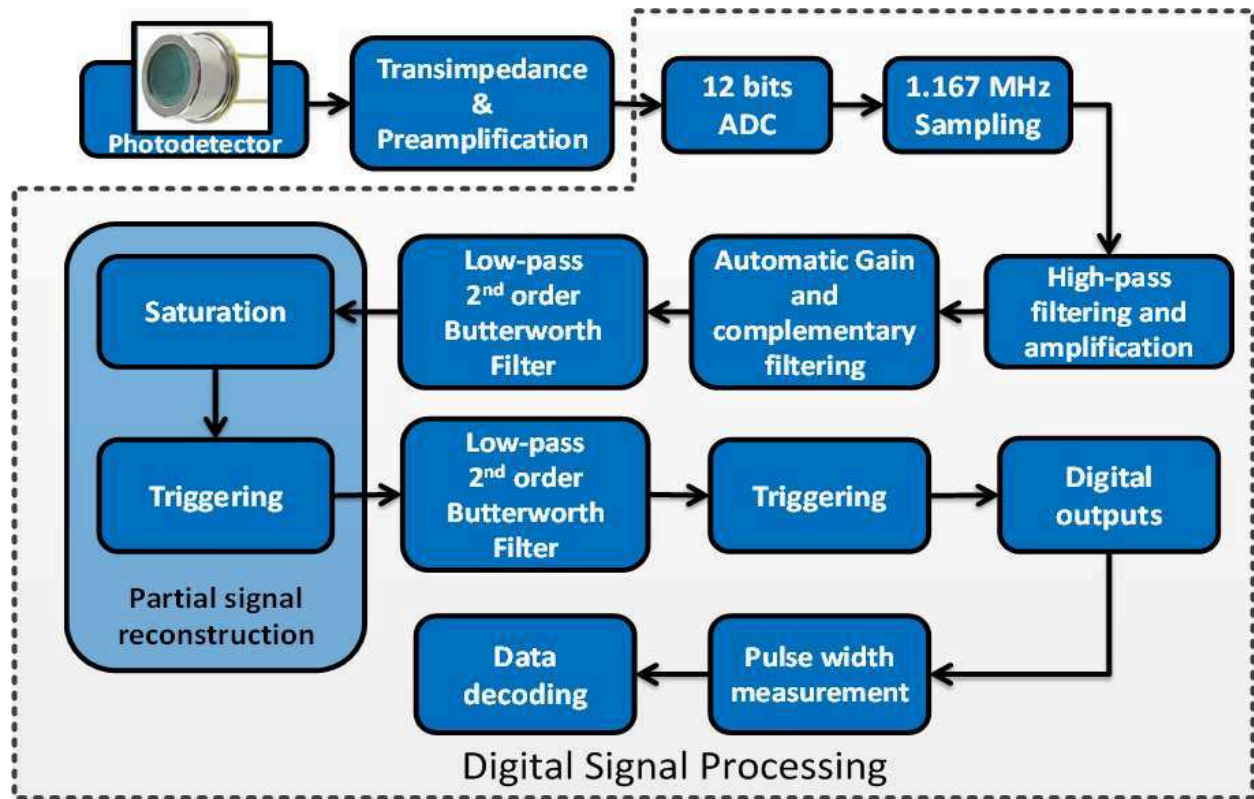 Photodetector
Transimpedance
&
Preamplification
12 bits
ADC
1.167 MHz
Sampling
High-pass
filtering and
amplification
Automatic Gain
and
complementary
filtering
Low-pass
2nd order
Butterworth
Filter
Saturation
Triggering
Partial signal
reconstruction
Low-pass
2nd order
Butterworth
Filter
Triggering
Digital
outputs
Pulse width
measurement
Data
decoding
Digital Signal Processing